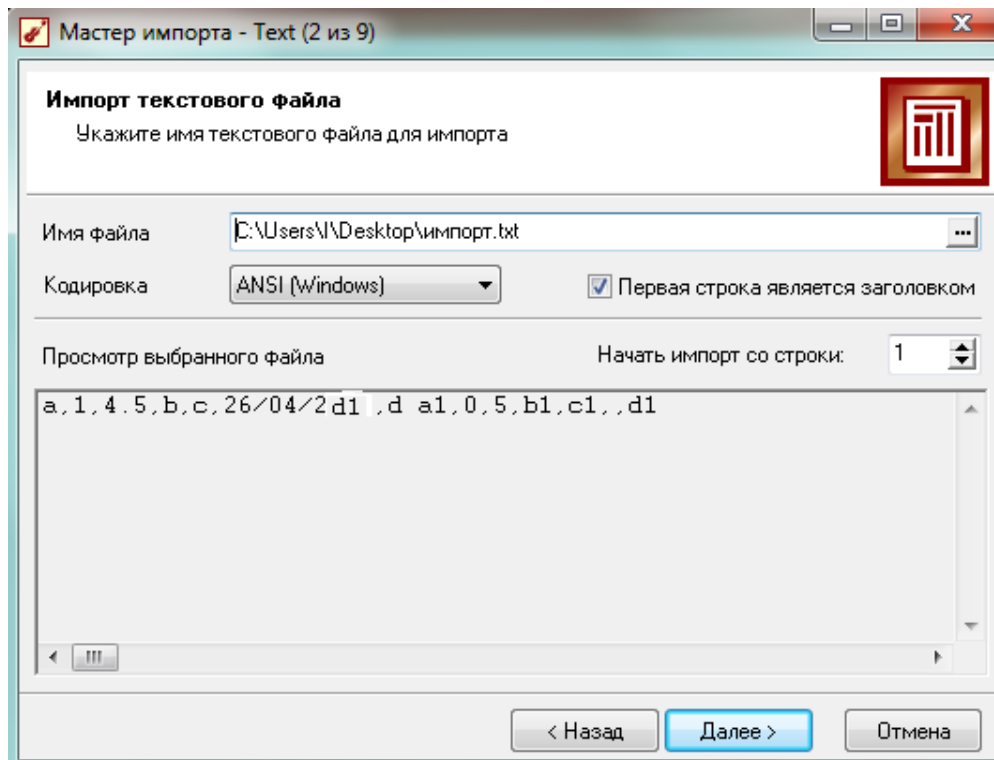 Мастер импорта - Text (2 из 9)
Импорт текстового файла
Укажите имя текстового файла для импорта
Имя файла C:\Users\I\Desktop\импорт.txt ...
Кодировка ANSI (Windows) Первая строка является заголовком
Просмотр выбранного файла Начать импорт со строки: 1
a,1,4.5,b,c,26/04/2d1 ,d a1,0,5,b1,c1,,d1
< Назад Далее > Отмена